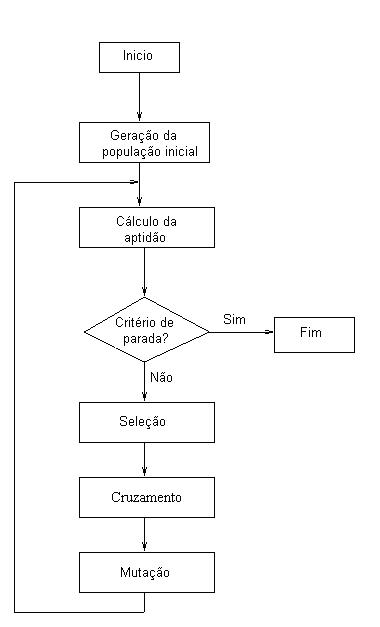 Inicio
Geração da
população inicial
Cálculo da
aptidão
Critério de
parada?
Sim
Fim
Não
Seleção
Cruzamento
Mutação